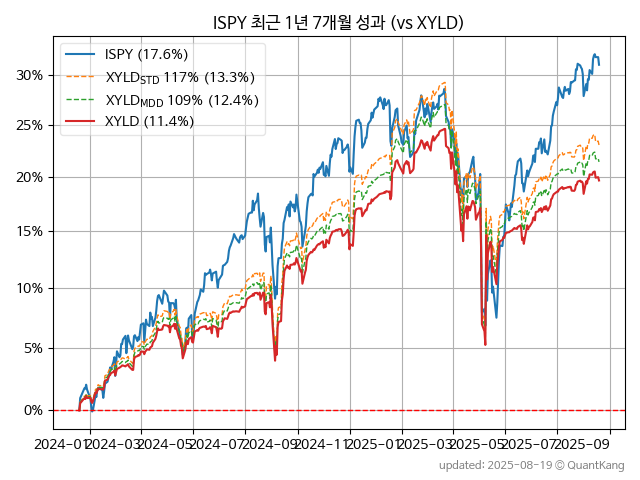 ISPY 최근 1년 7개월 성과 (vs XYLD)
ISPY (17.6%)
XYLD_STD 117% (13.3%)
XYLD_MDD 109% (12.4%)
XYLD (11.4%)
30%
25%
20%
15%
10%
5%
0%
2024-01 2024-03 2024-05 2024-07 2024-09 2024-11 2025-01 2025-03 2025-05 2025-07 2025-09
updated: 2025-08-19 © QuantKang